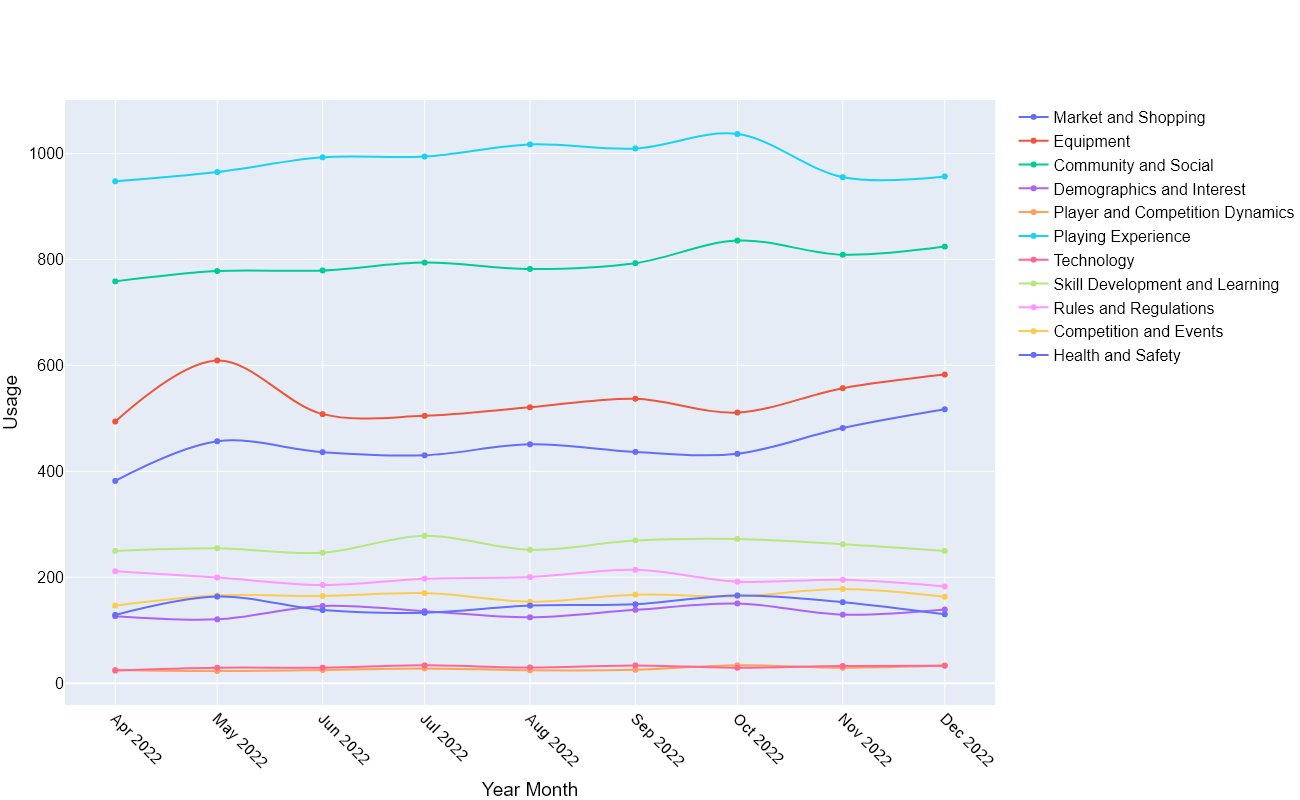 Market and Shopping
Equipment
Community and Social
Demographics and Interest
Player and Competition Dynamics
Playing Experience
Technology
Skill Development and Learning
Rules and Regulations
Competition and Events
Health and Safety
Usage
1000
800
600
400
200
0
Apr 2022
May 2022
Jun 2022
Jul 2022
Aug 2022
Sep 2022
Oct 2022
Nov 2022
Dec 2022
Year Month